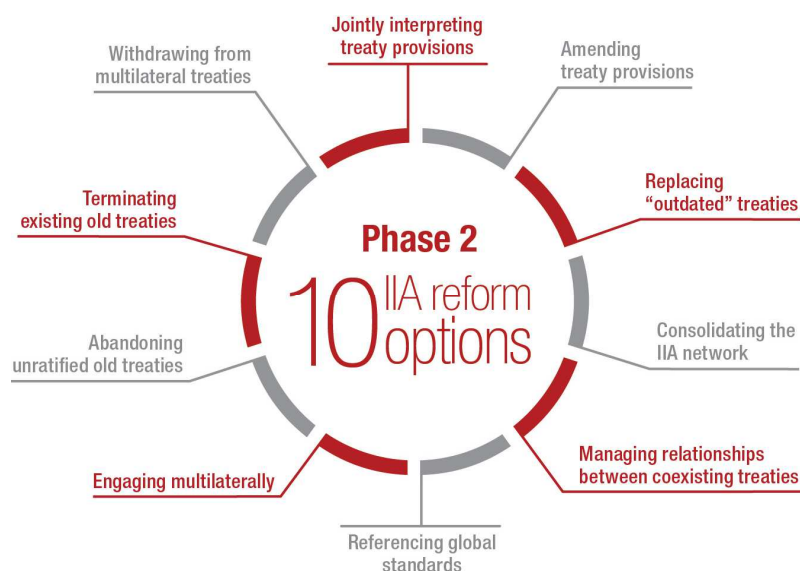 Jointly interpreting
treaty provisions
Amending
treaty provisions
Replacing
“outdated” treaties
Consolidating the
IIA network
Managing relationships
between coexisting treaties
Referencing global
standards
Engaging multilaterally
Abandoning
unratified old treaties
Terminating
existing old treaties
Withdrawing from
multilateral treaties
Phase 2
10 IIA reform
options